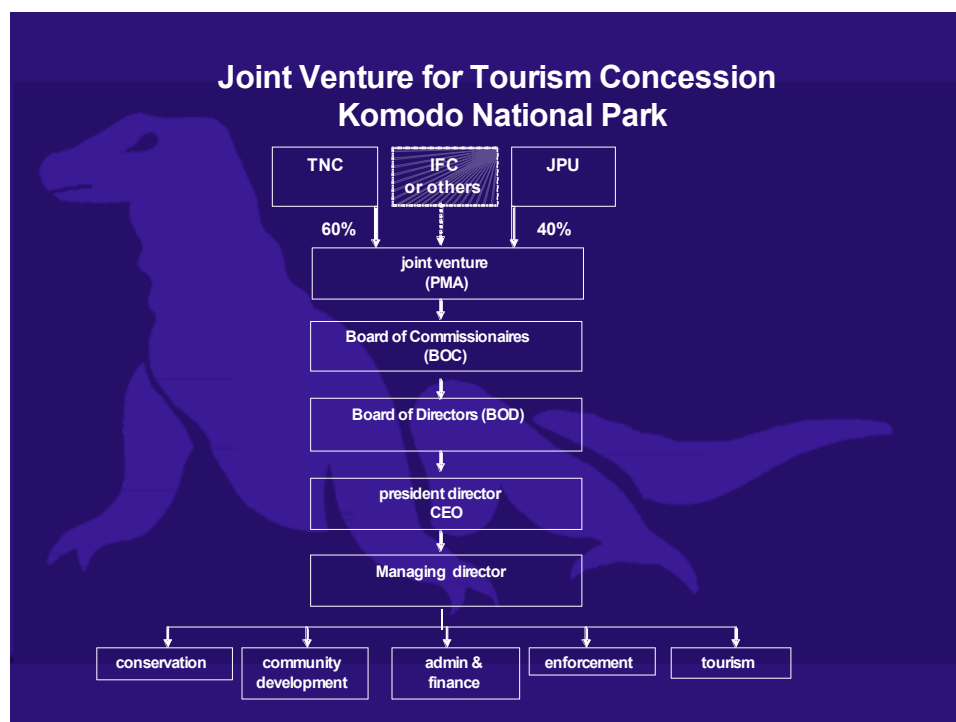 Joint Venture for Tourism Concession
Komodo National Park
TNC
IFC
or others
JPU
60%
40%
joint venture
(PMA)
Board of Commissionaires
(BOC)
Board of Directors (BOD)
president director
CEO
Managing director
conservation
community
development
admin &
finance
enforcement
tourism